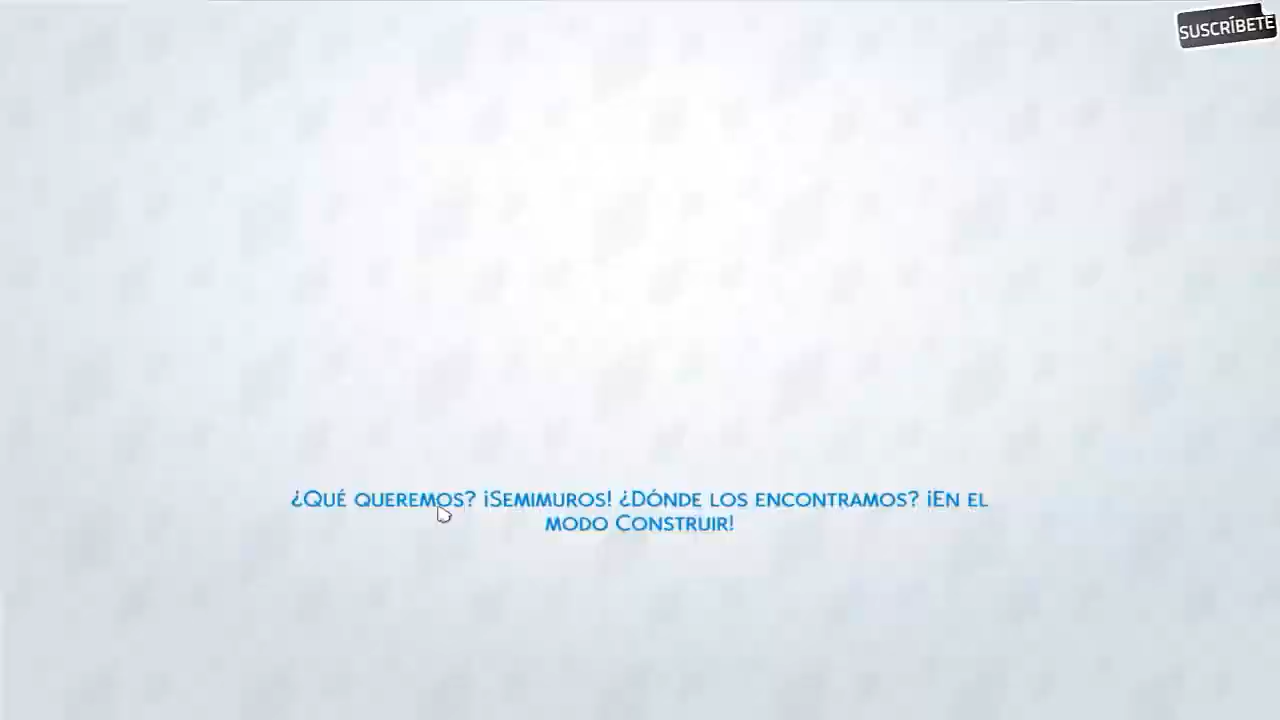 SUSCRÍBETE
¿Qué queremos? ¡Semimuros! ¿Dónde los encontramos? ¡En el
modo Construir!